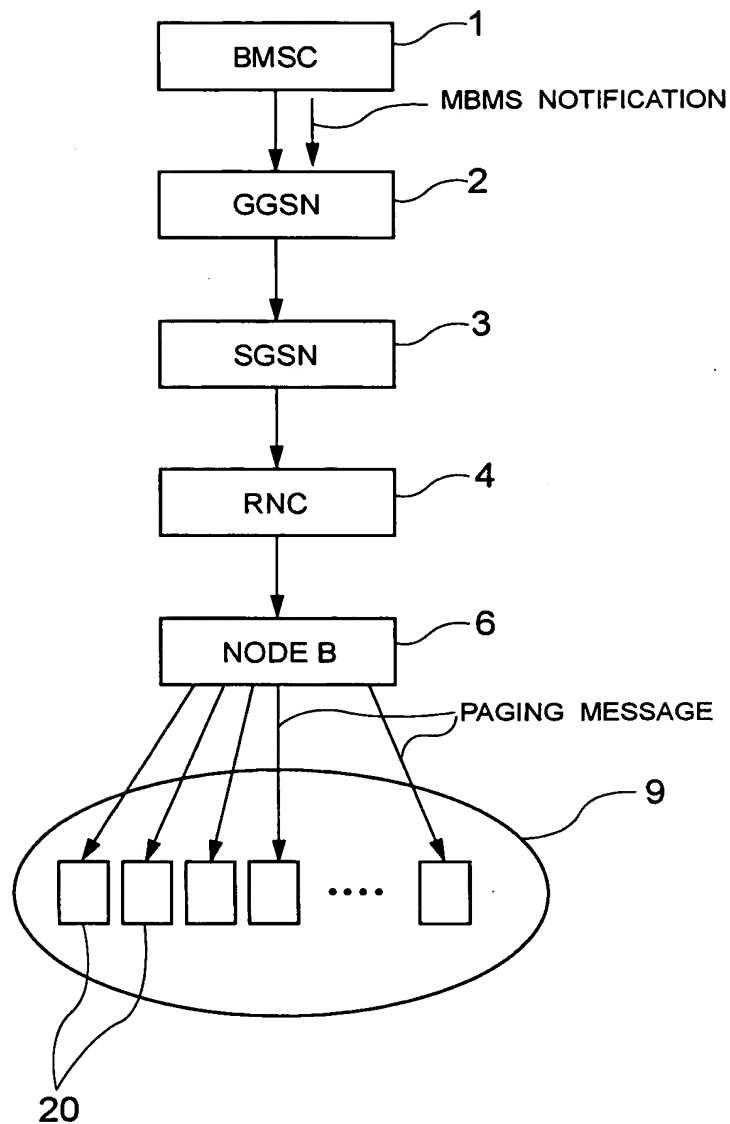 1
BMSC
MBMS NOTIFICATION
2
GGSN
3
SGSN
4
RNC
6
NODE B
PAGING MESSAGE
9
20